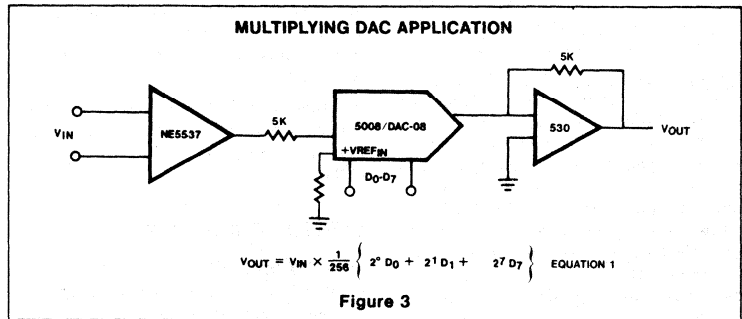 MULTIPLYING DAC APPLICATION
5K
5K
NE5537
5008/DAC-08
530
VIN
VOUT
+VREFIN
D0-D7
VOUT = VIN × 1/256 { 2° D0 + 2¹ D1 + 2⁷ D7 } EQUATION 1
Figure 3